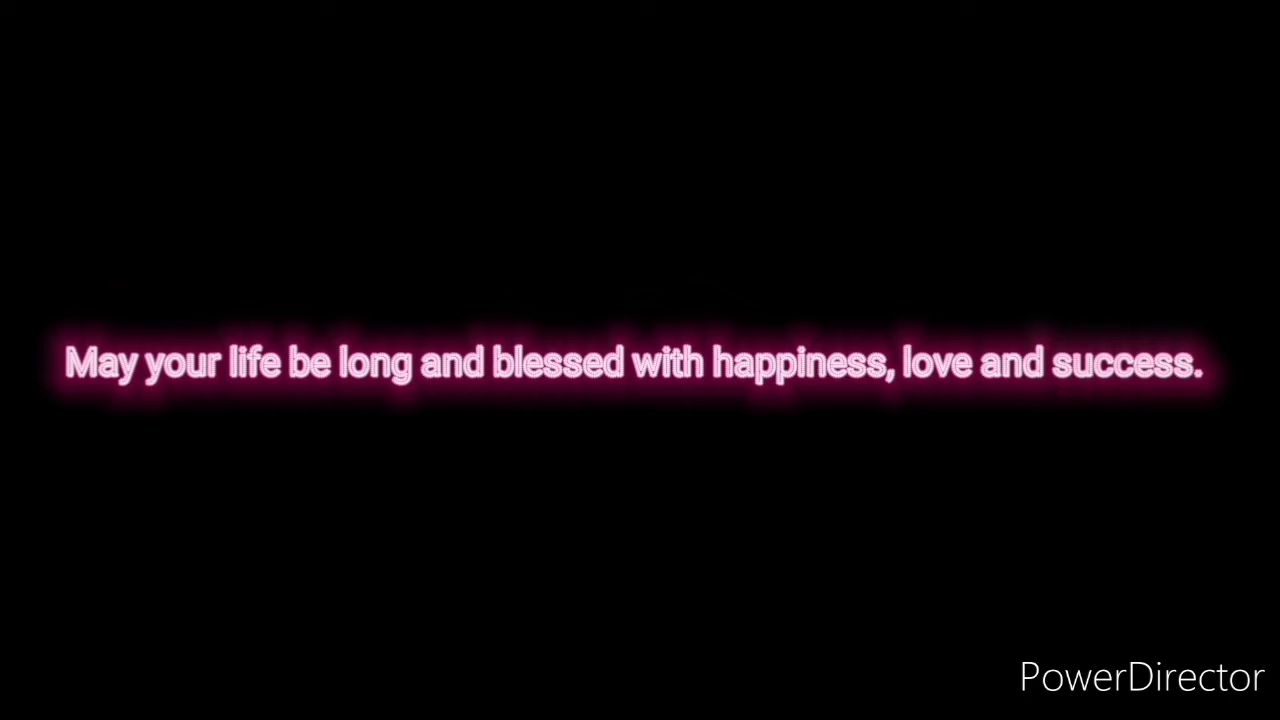 May your life be long and blessed with happiness, love and success.
PowerDirector